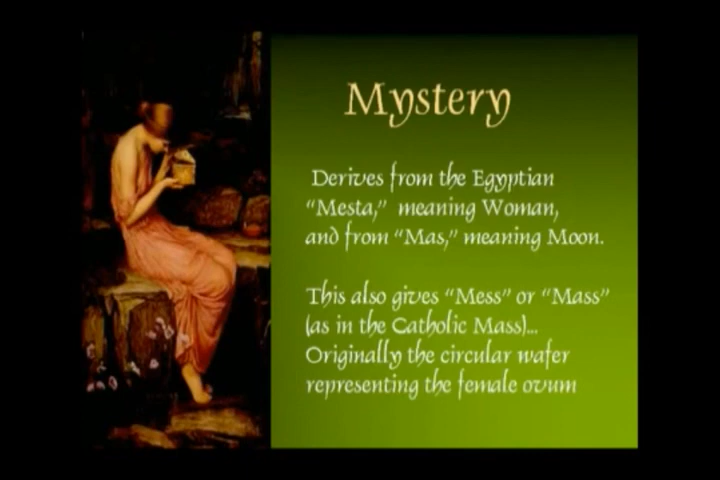 Mystery
Derives from the Egyptian
"Mesta," meaning Woman,
and from "Mas," meaning Moon.
This also gives "Mess" or "Mass"
(as in the Catholic Mass)...
Originally the circular wafer
representing the female ovum